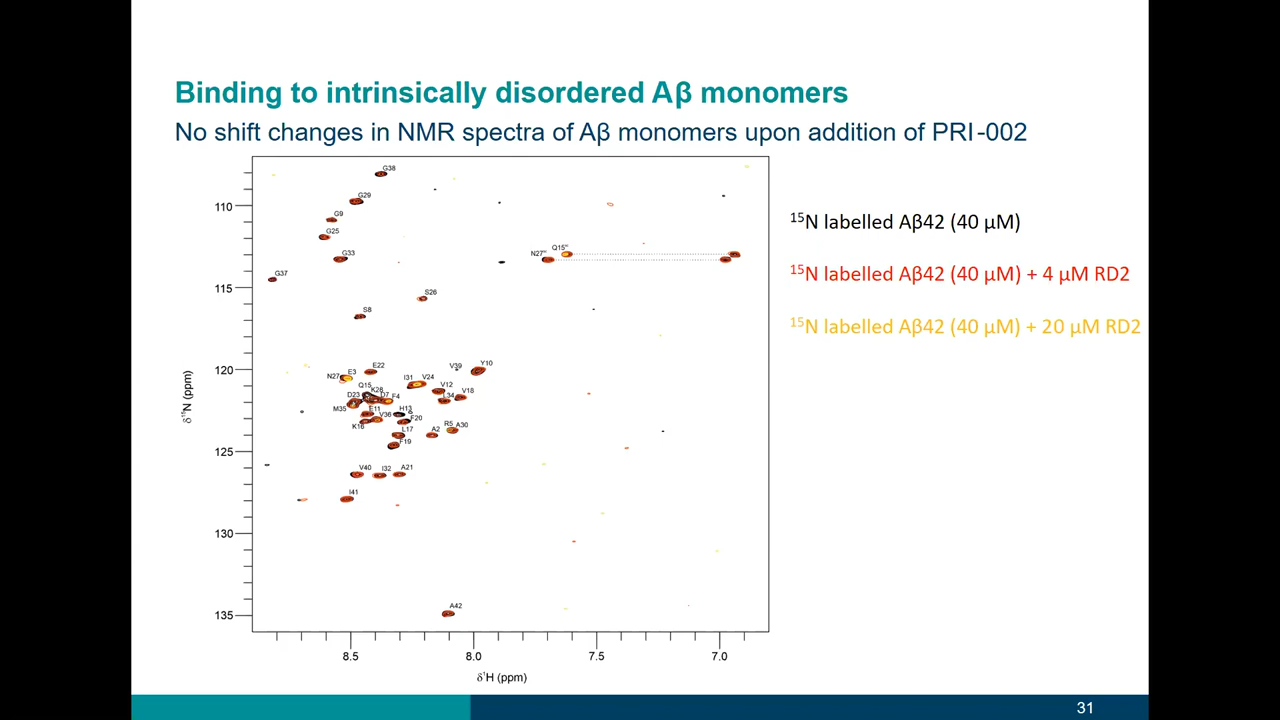 Binding to intrinsically disordered Aβ monomers
No shift changes in NMR spectra of Aβ monomers upon addition of PRI-002
G38
G29
G9
G25
G33
G37
S26
S8
N27
Q15
¹⁵N labelled Aβ42 (40 µM)
¹⁵N labelled Aβ42 (40 µM) + 4 µM RD2
¹⁵N labelled Aβ42 (40 µM) + 20 µM RD2
N27 E3 E22
I31 V24 V39 Y10
Q15 K28
D23 D7 F4
V12 L34 V18
M35 E11 V36 H13
K16 F20
L17 A2 R5 A30
F19
V40 I32 A21
I41
A42
110
115
120
125
130
135
δ¹⁵N (ppm)
8.5 8.0 7.5 7.0
δ¹H (ppm)
31